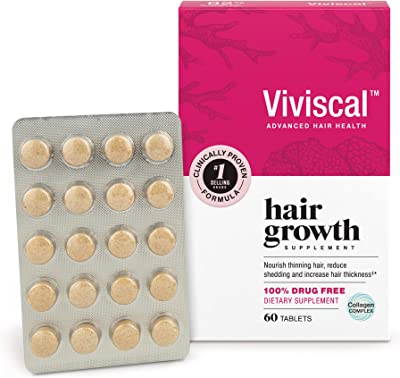 Viviscal™
ADVANCED HAIR HEALTH
CLINICALLY PROVEN
#1
SELLING
BRAND
FORMULA
hair
growth
SUPPLEMENT
Nourish thinning hair, reduce
shedding and increase hair thickness‡*
100% DRUG FREE
DIETARY SUPPLEMENT
60 TABLETS
Collagen
COMPLEX